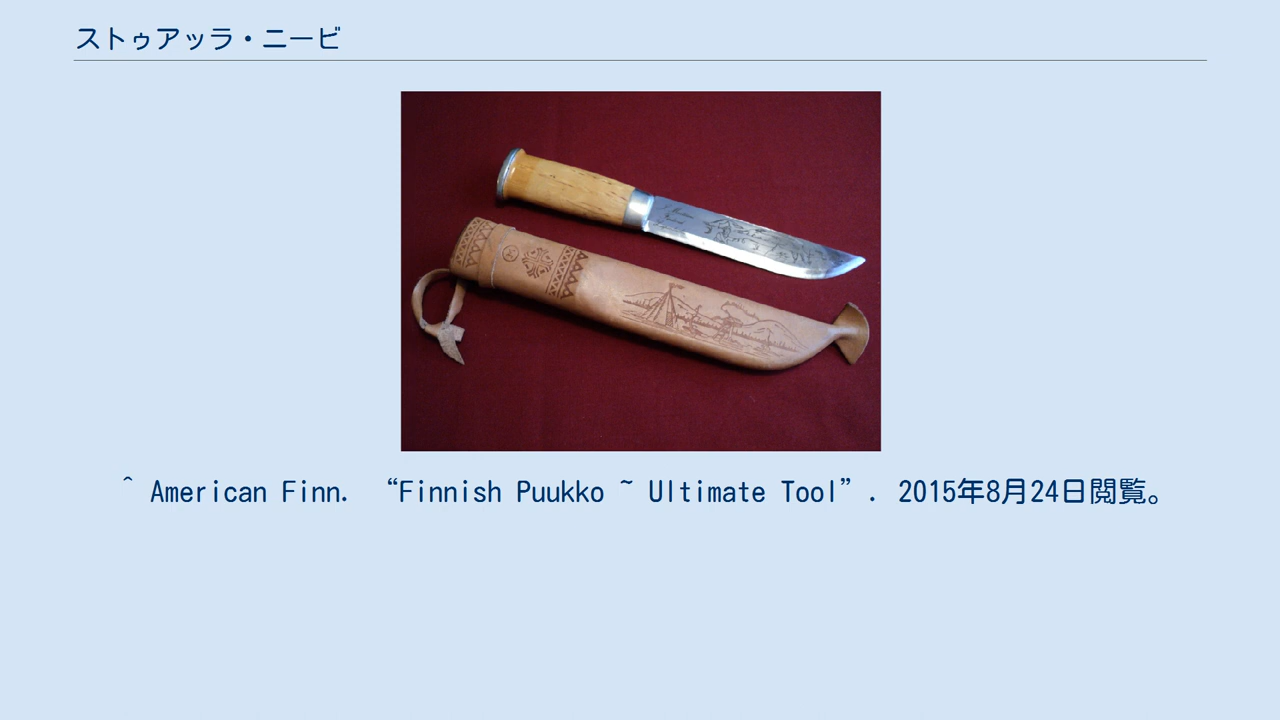 ストゥアッラ・ニービ
^ American Finn. “Finnish Puukko ~ Ultimate Tool”. 2015年8月24日閲覧。